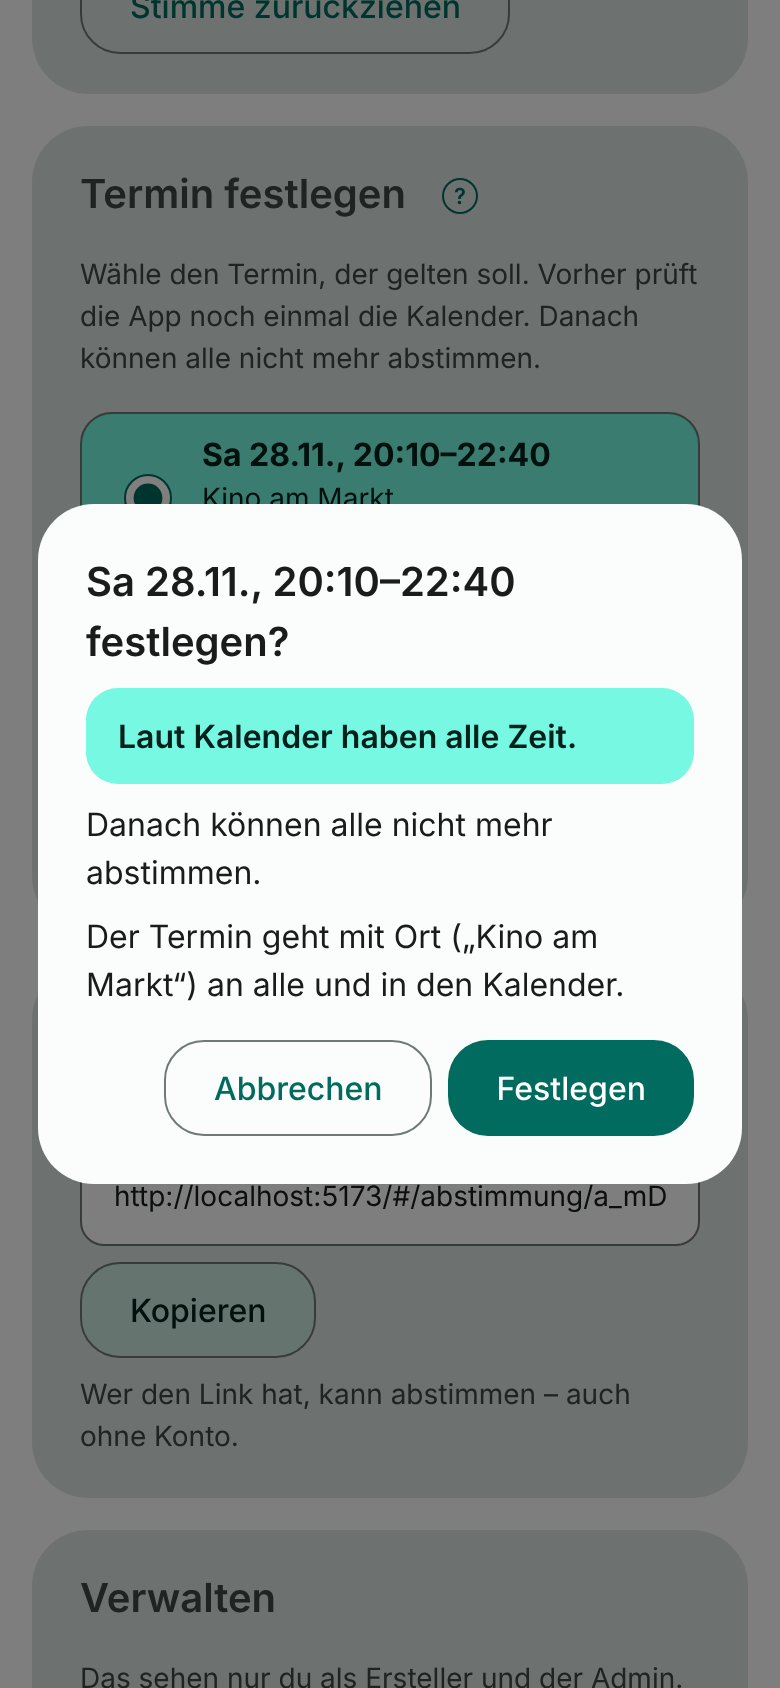 Stimme zurückziehen
Termin festlegen ?
Wähle den Termin, der gelten soll. Vorher prüft
die App noch einmal die Kalender. Danach
können alle nicht mehr abstimmen.
Sa 28.11., 20:10–22:40
Kino am Markt
Sa 28.11., 20:10–22:40
festlegen?
Laut Kalender haben alle Zeit.
Danach können alle nicht mehr
abstimmen.
Der Termin geht mit Ort („Kino am
Markt“) an alle und in den Kalender.
Abbrechen
Festlegen
http://localhost:5173/#/abstimmung/a_mD
Kopieren
Wer den Link hat, kann abstimmen – auch
ohne Konto.
Verwalten
Das sehen nur du als Ersteller und der Admin.